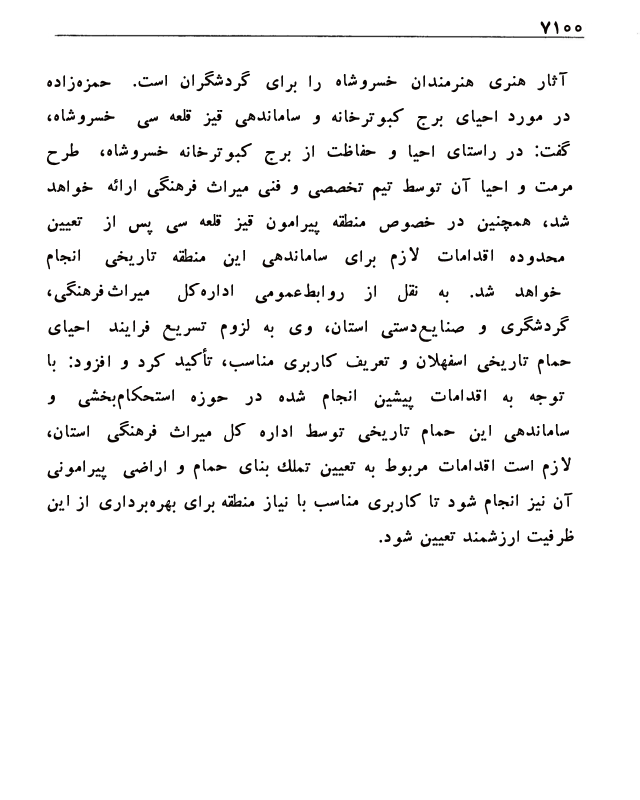 ۷۱۰۰
آثار هنری هنرمندان خسروشاه را برای گردشگران است. حمزه‌زاده
در مورد احیای برج کبوترخانه و ساماندهی قیز قلعه سی خسروشاه،
گفت: در راستای احیا و حفاظت از برج کبوترخانه خسروشاه، طرح
مرمت و احیا آن توسط تیم تخصصی و فنی میراث فرهنگی ارائه خواهد
شد، همچنین در خصوص منطقه پیرامون قیز قلعه سی پس از تعیین
محدوده اقدامات لازم برای ساماندهی این منطقه تاریخی انجام
خواهد شد. به نقل از روابط‌عمومی اداره‌کل میراث‌فرهنگی،
گردشگری و صنایع‌دستی استان، وی به لزوم تسریع فرایند احیای
حمام تاریخی اسفهلان و تعریف کاربری مناسب، تأکید کرد و افزود: با
توجه به اقدامات پیشین انجام شده در حوزه استحکام‌بخشی و
ساماندهی این حمام تاریخی توسط اداره کل میراث فرهنگی استان،
لازم است اقدامات مربوط به تعیین تملك بنای حمام و اراضی پیرامونی
آن نیز انجام شود تا کاربری مناسب با نیاز منطقه برای بهره‌برداری از این
ظرفیت ارزشمند تعیین شود.